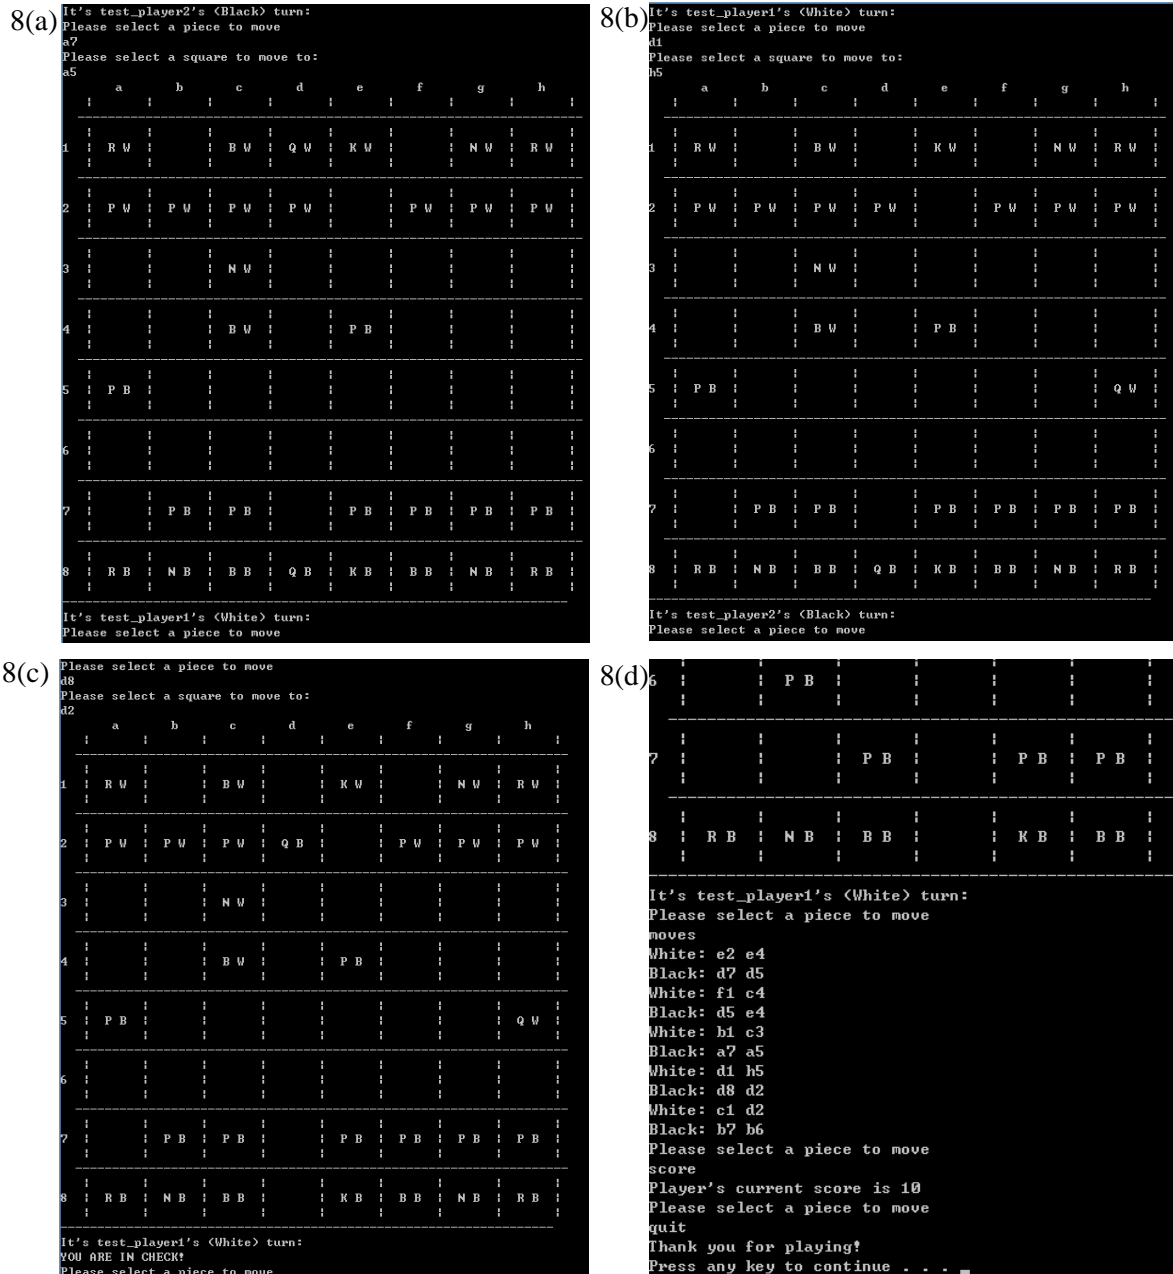 8(a)
It's test_player2's (Black) turn:
Please select a piece to move
a7
Please select a square to move to:
a5
a b c d e f g h
1 R W B W Q W K W N W R W
2 P W P W P W P W P W P W P W
3 N W
4 B W P B
5 P B
6
7 P B P B P B P B P B P B
8 R B N B B B Q B K B B B N B R B
It's test_player1's (White) turn:
Please select a piece to move
8(b)
It's test_player1's (White) turn:
Please select a piece to move
d1
Please select a square to move to:
h5
a b c d e f g h
1 R W B W K W N W R W
2 P W P W P W P W P W P W P W
3 N W
4 B W P B
5 P B Q W
6
7 P B P B P B P B P B P B
8 R B N B B B Q B K B B B N B R B
It's test_player2's (Black) turn:
Please select a piece to move
8(c)
Please select a piece to move
d8
Please select a square to move to:
d2
a b c d e f g h
1 R W B W K W N W R W
2 P W P W P W Q B P W P W P W
3 N W
4 B W P B
5 P B Q W
6
7 P B P B P B P B P B P B
8 R B N B B B K B B B N B R B
It's test_player1's (White) turn:
YOU ARE IN CHECK!
Please select a piece to move
8(d)
6 P B
7 P B P B P B
8 R B N B B B K B B B
It's test_player1's (White) turn:
Please select a piece to move
moves
White: e2 e4
Black: d7 d5
White: f1 c4
Black: d5 e4
White: b1 c3
Black: a7 a5
White: d1 h5
Black: d8 d2
White: c1 d2
Black: b7 b6
Please select a piece to move
score
Player's current score is 10
Please select a piece to move
quit
Thank you for playing!
Press any key to continue . . .